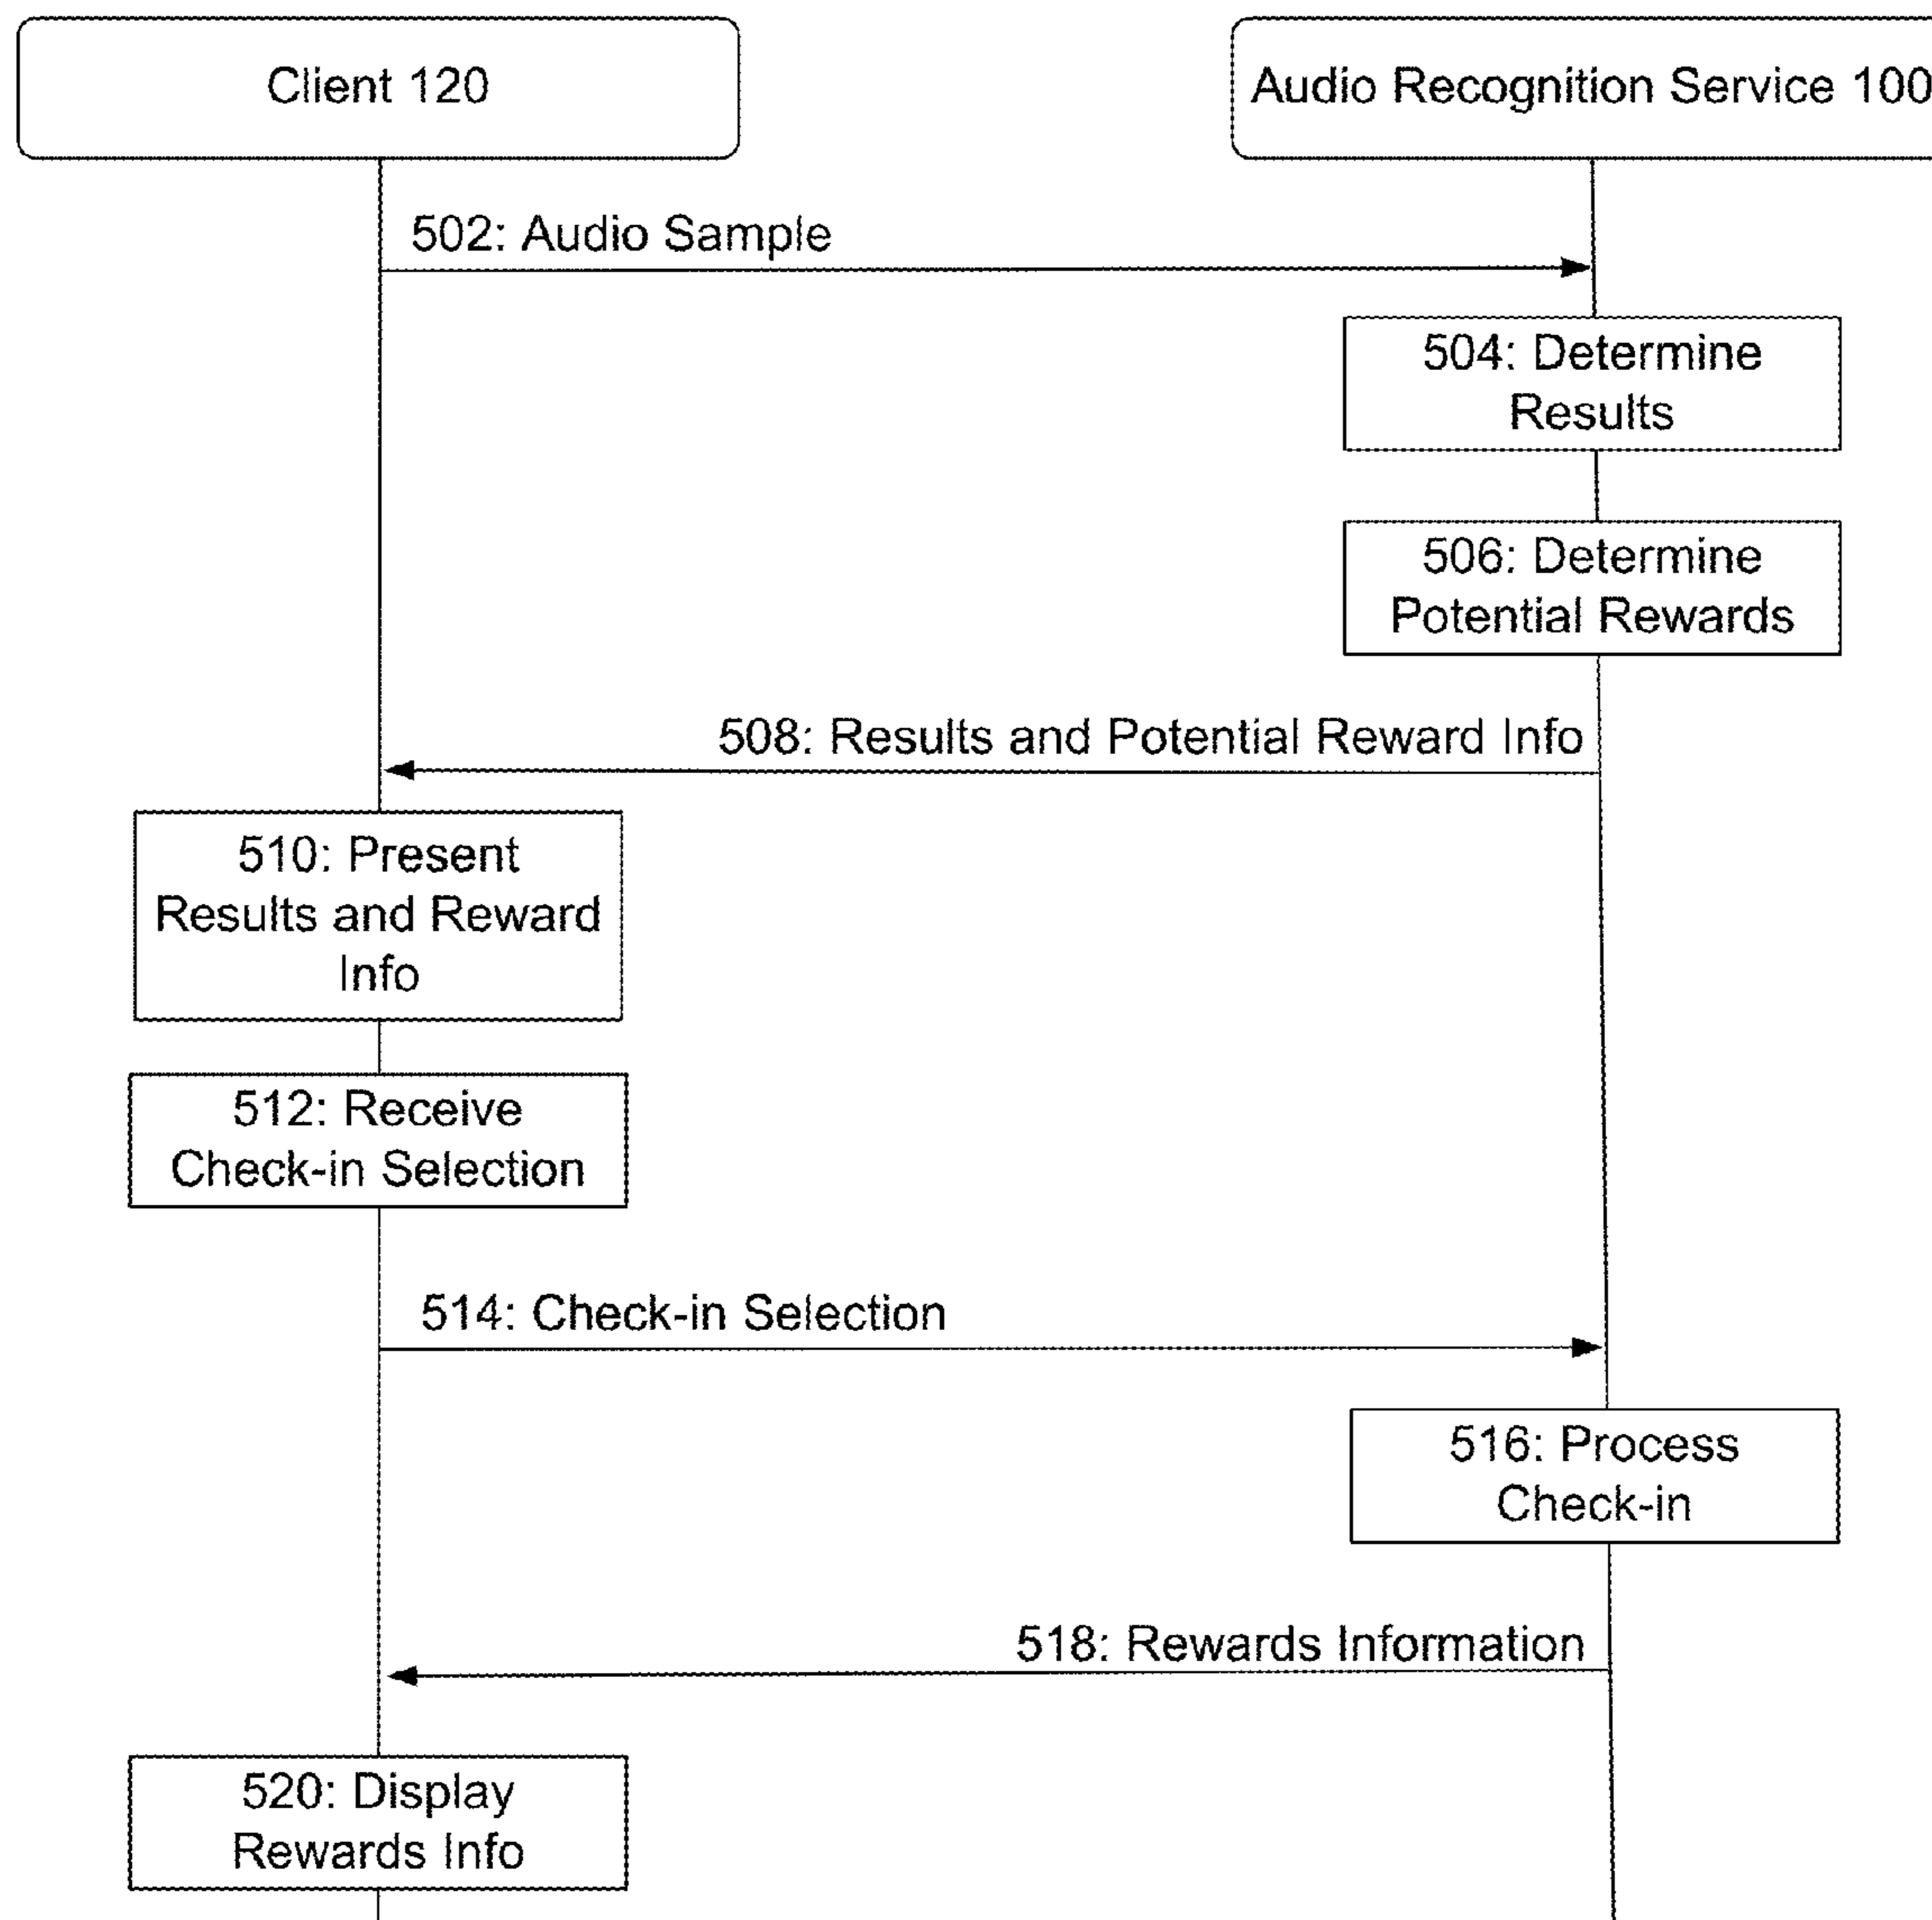 Client 120
Audio Recognition Service 100
502: Audio Sample
504: Determine
Results
506: Determine
Potential Rewards
508: Results and Potential Reward Info
510: Present
Results and Reward
Info
512: Receive
Check-in Selection
514: Check-in Selection
516: Process
Check-in
518: Rewards Information
520: Display
Rewards Info